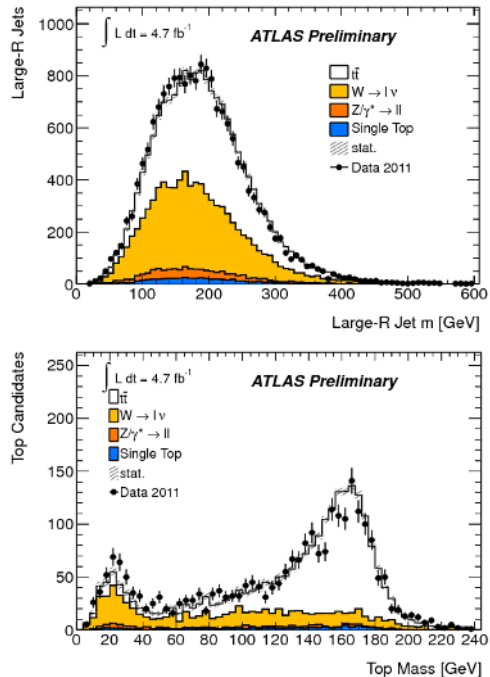 ∫ L dt = 4.7 fb⁻¹
ATLAS Preliminary
tt̄
W → l ν
Z/γ* → ll
Single Top
stat.
Data 2011
Large-R Jets
1000
800
600
400
200
0
0 100 200 300 400 500 600
Large-R Jet m [GeV]
∫ L dt = 4.7 fb⁻¹
ATLAS Preliminary
tt̄
W → l ν
Z/γ* → ll
Single Top
stat.
Data 2011
Top Candidates
250
200
150
100
50
0
0 20 40 60 80 100 120 140 160 180 200 220 240
Top Mass [GeV]